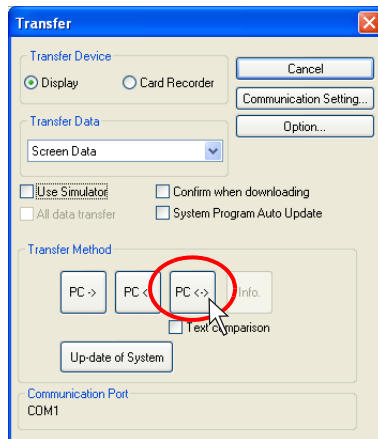 Transfer
Transfer Device
Display
Card Recorder
Cancel
Communication Setting...
Transfer Data
Option...
Screen Data
Use Simulator
Confirm when downloading
All data transfer
System Program Auto Update
Transfer Method
PC ->
PC <
PC <->
Info.
Text comparison
Up-date of System
Communication Port
COM1